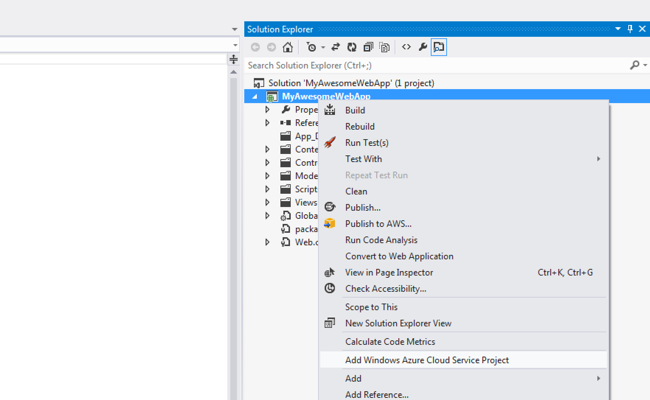 Solution Explorer
Search Solution Explorer (Ctrl+;)
Solution 'MyAwesomeWebApp' (1 project)
MyAwesomeWebApp
Prope
Refere
App_D
Conte
Contr
Mode
Script
Views
Globa
packa
Web.c
Build
Rebuild
Run Test(s)
Test With
Repeat Test Run
Clean
Publish...
Publish to AWS...
Run Code Analysis
Convert to Web Application
View in Page Inspector Ctrl+K, Ctrl+G
Check Accessibility...
Scope to This
New Solution Explorer View
Calculate Code Metrics
Add Windows Azure Cloud Service Project
Add
Add Reference...